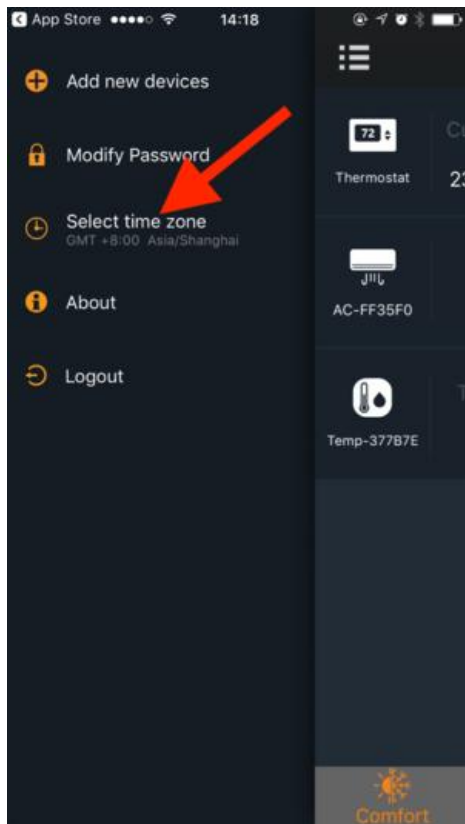 App Store 14:18
Add new devices
Modify Password
Select time zone
GMT +8:00 Asia/Shanghai
About
Logout
72
Thermostat
23
AC-FF35F0
Temp-377B7E
Comfort